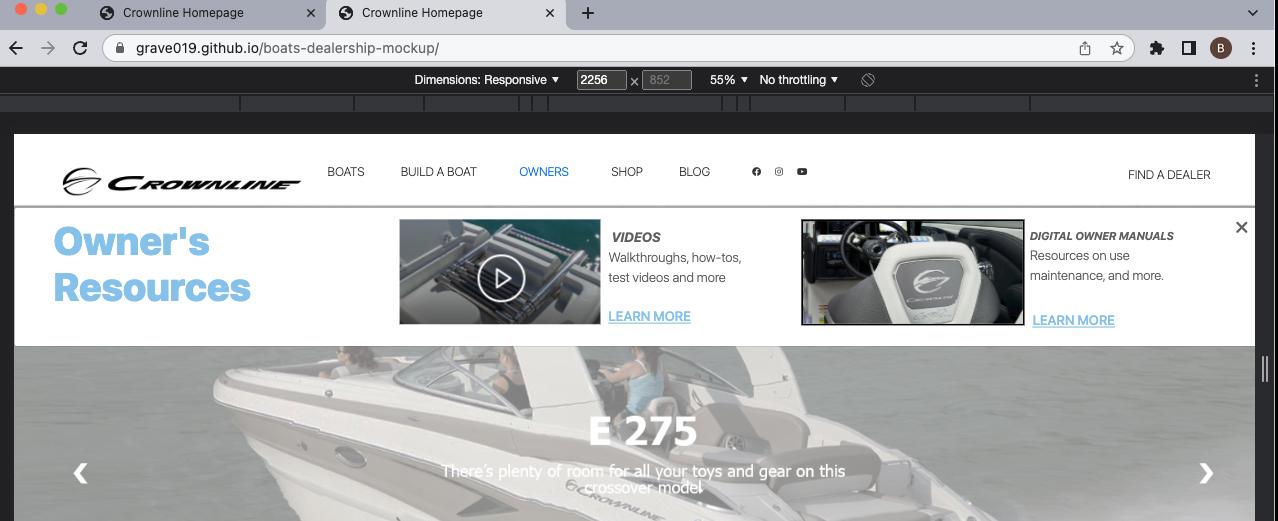 Crownline Homepage
Crownline Homepage
grave019.github.io/boats-dealership-mockup/
B
Dimensions: Responsive
2256
852
55%
No throttling
CROWNLINE
BOATS
BUILD A BOAT
OWNERS
SHOP
BLOG
FIND A DEALER
Owner's
Resources
VIDEOS
Walkthroughs, how-tos,
test videos and more
LEARN MORE
CROWNLINE
DIGITAL OWNER MANUALS
Resources on use
maintenance, and more.
LEARN MORE
E 275
There's plenty of room for all your toys and gear on this
crossover model
CROWNLINE